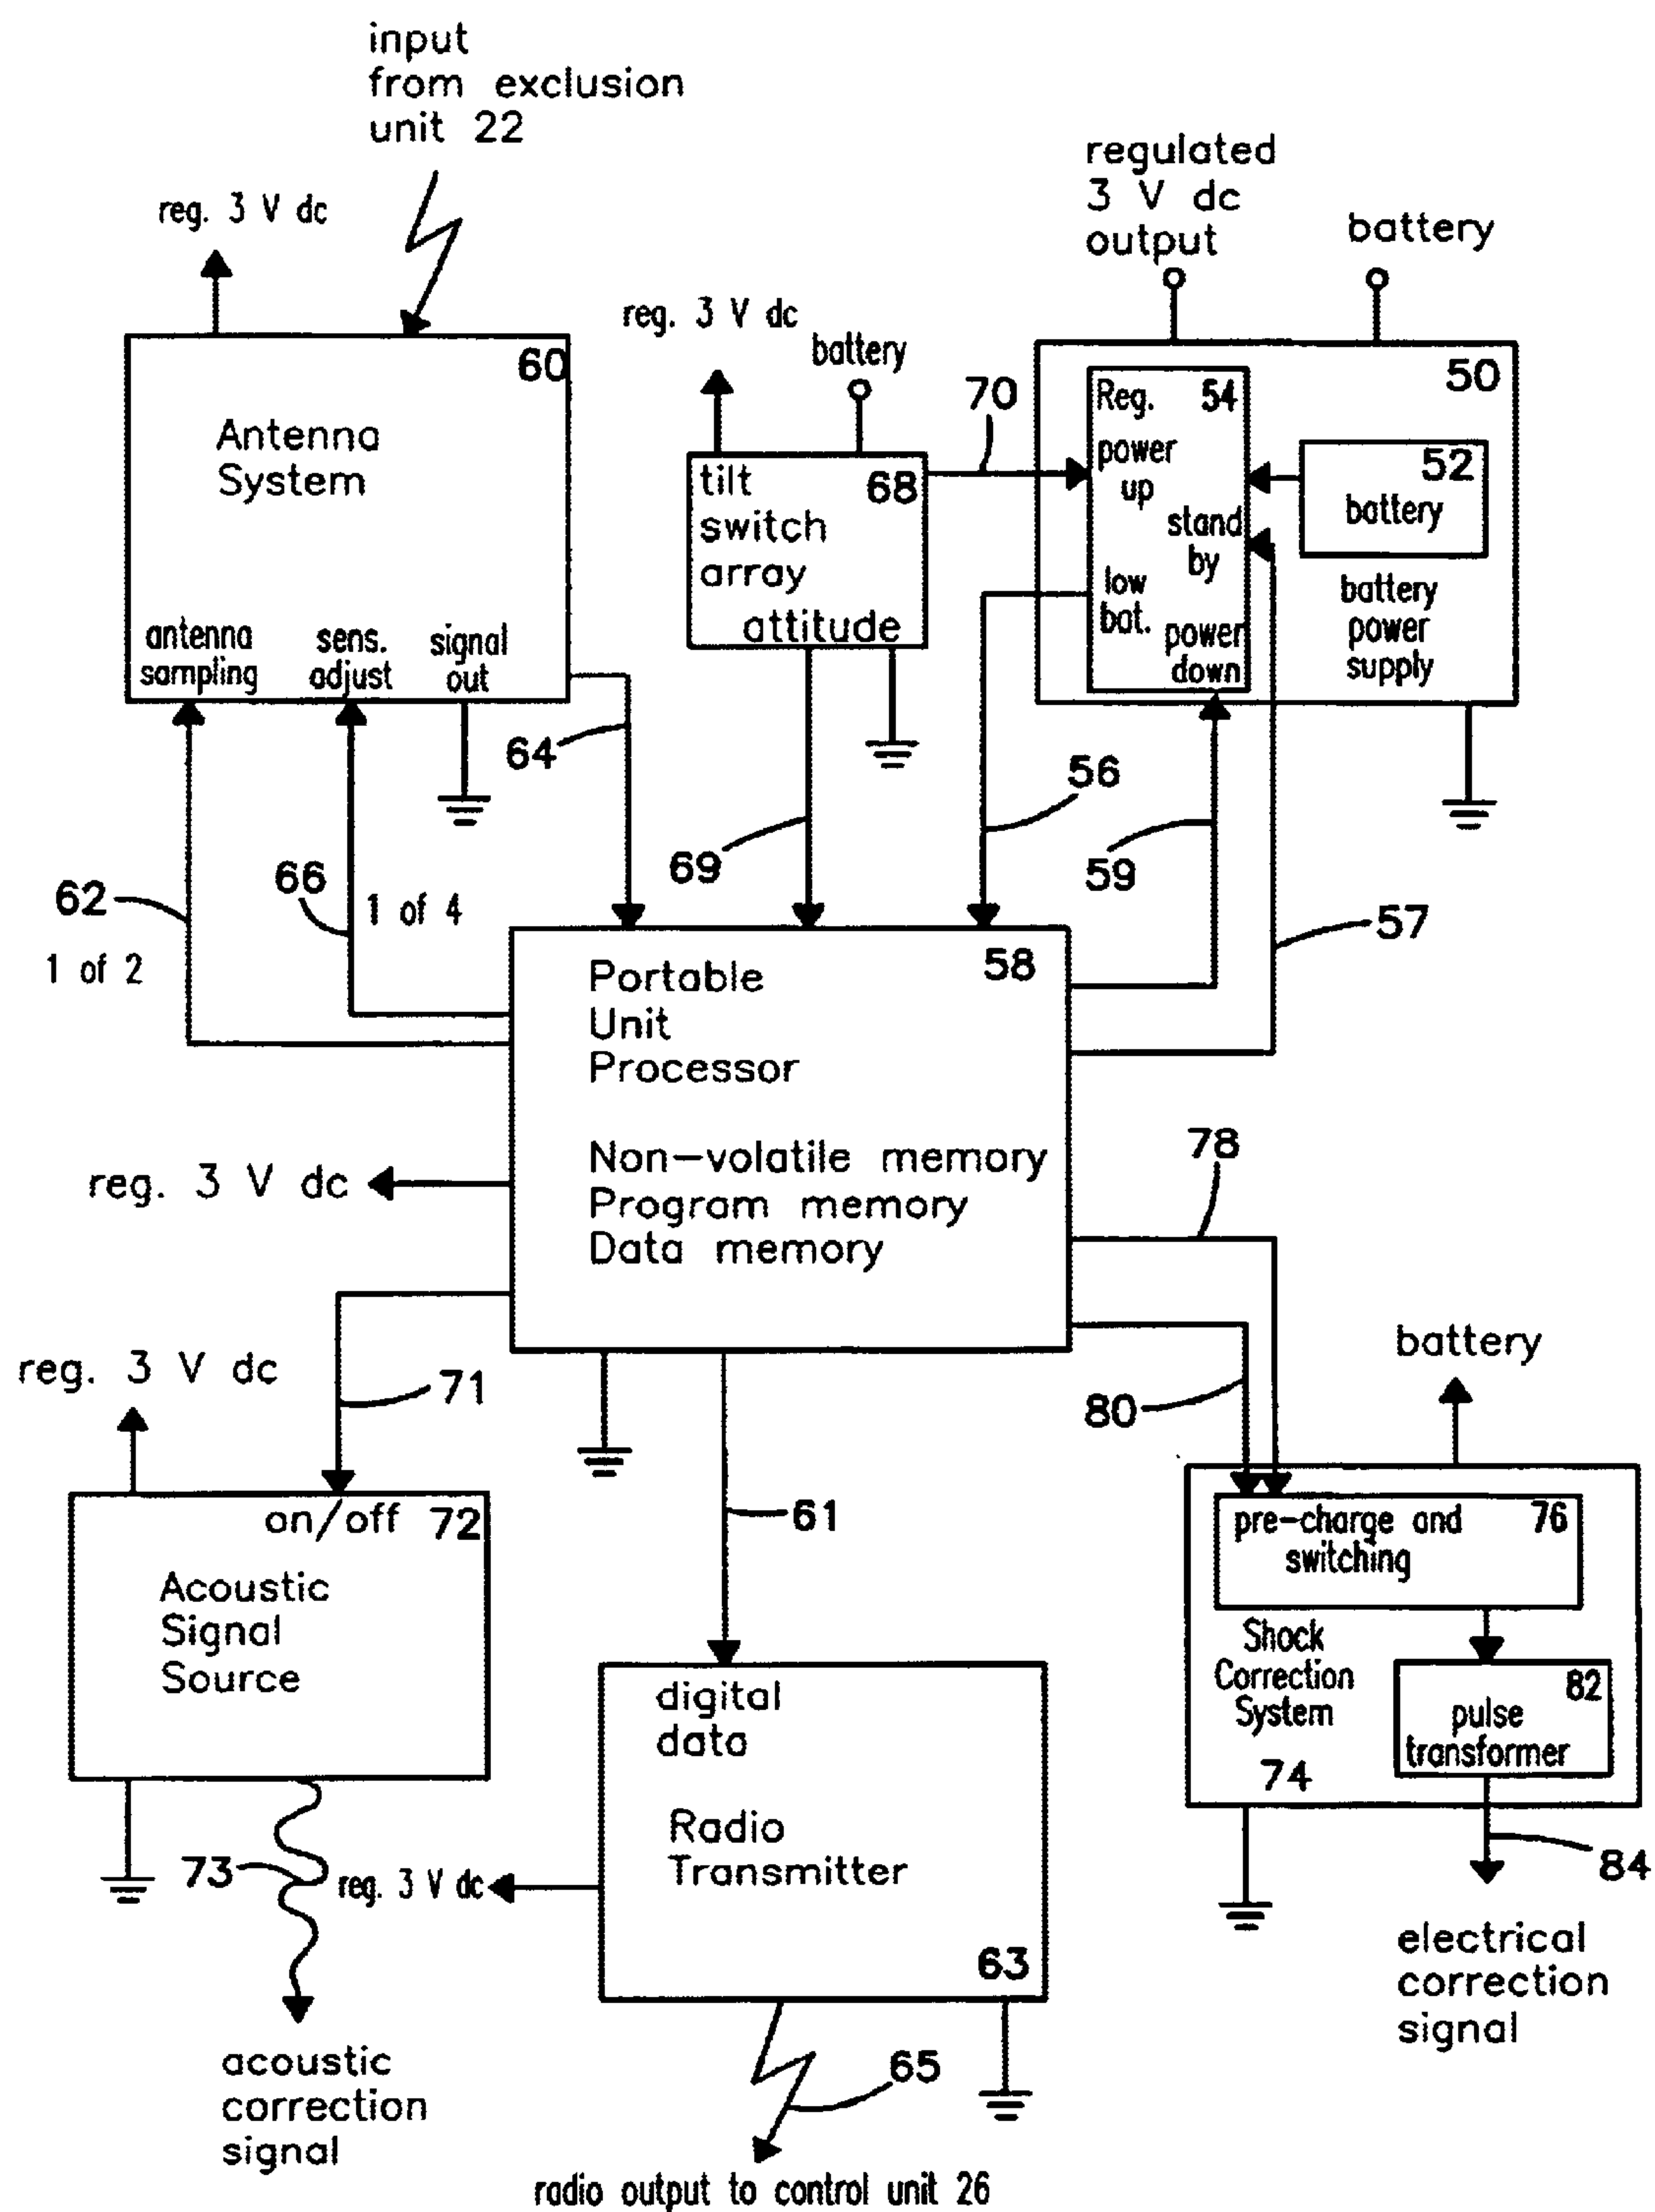 input
from exclusion
unit 22
reg. 3 V dc
60
Antenna
System
antenna
sampling
sens.
adjust
signal
out
64
62
1 of 2
66
1 of 4
reg. 3 V dc
battery
tilt
switch
array
68
attitude
70
69
regulated
3 V dc
output
battery
50
Reg.
54
power
up
stand
by
low
bat.
power
down
52
battery
battery
power
supply
56
59
57
58
Portable
Unit
Processor
Non-volatile memory
Program memory
Data memory
reg. 3 V dc
78
80
71
61
reg. 3 V dc
on/off
72
Acoustic
Signal
Source
73
acoustic
correction
signal
digital
data
Radio
Transmitter
reg. 3 V dc
63
65
radio output to control unit 26
battery
pre-charge and
switching
76
Shock
Correction
System
74
82
pulse
transformer
84
electrical
correction
signal